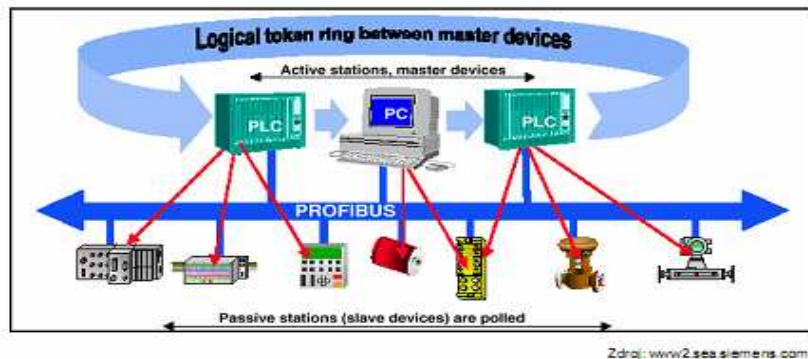 Logical token ring between master devices
Active stations, master devices
PLC
PC
PLC
PROFIBUS
Passive stations (slave devices) are polled
Zdroj: www2.sea.siemens.com